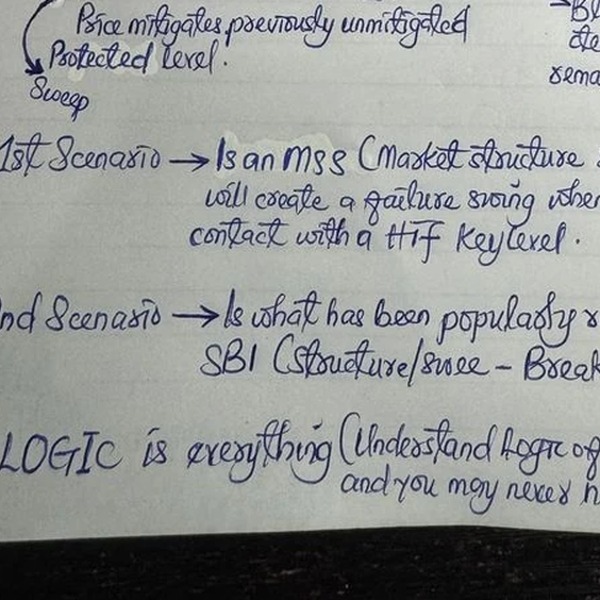 Price mitigates previously unmitigated
Protected level.
Sweep
1st Scenario → Is an MSS (Market structure
will create a failure swing when
contact with a HTF Key level.
2nd Scenario → Is what has been popularly
SBI (structure/swee - Break
LOGIC is everything (Understand Logic of
and you may never